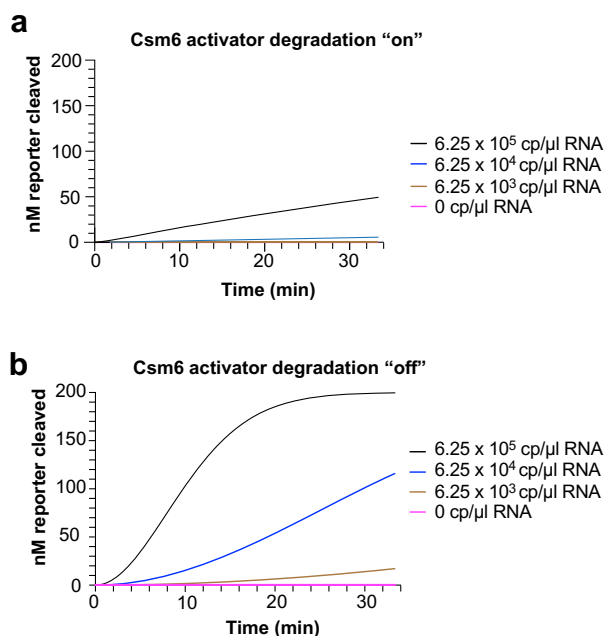 a
Csm6 activator degradation “on”
nM reporter cleaved
200
150
100
50
0
0
10
20
30
Time (min)
6.25 x 10⁵ cp/µl RNA
6.25 x 10⁴ cp/µl RNA
6.25 x 10³ cp/µl RNA
0 cp/µl RNA
b
Csm6 activator degradation “off”
nM reporter cleaved
200
150
100
50
0
0
10
20
30
Time (min)
6.25 x 10⁵ cp/µl RNA
6.25 x 10⁴ cp/µl RNA
6.25 x 10³ cp/µl RNA
0 cp/µl RNA